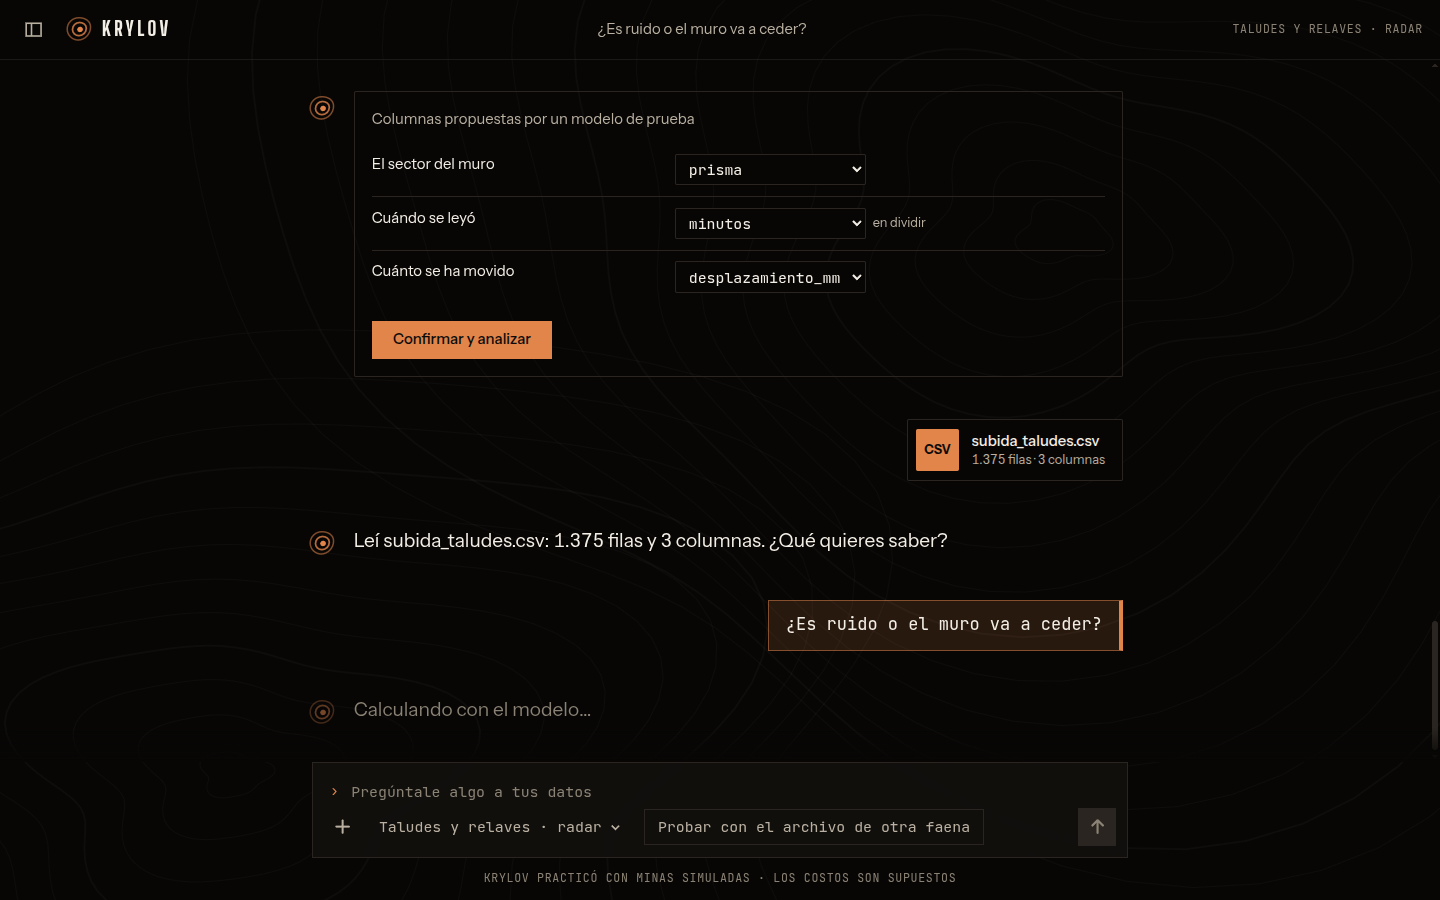 KRYLOV
¿Es ruido o el muro va a ceder?
TALUDES Y RELAVES · RADAR
Columnas propuestas por un modelo de prueba
El sector del muro
prisma
Cuándo se leyó
minutos
en dividir
Cuánto se ha movido
desplazamiento_mm
Confirmar y analizar
CSV
subida_taludes.csv
1.375 filas · 3 columnas
Leí subida_taludes.csv: 1.375 filas y 3 columnas. ¿Qué quieres saber?
¿Es ruido o el muro va a ceder?
Calculando con el modelo...
› Pregúntale algo a tus datos
Taludes y relaves · radar
Probar con el archivo de otra faena
KRYLOV PRACTICÓ CON MINAS SIMULADAS · LOS COSTOS SON SUPUESTOS